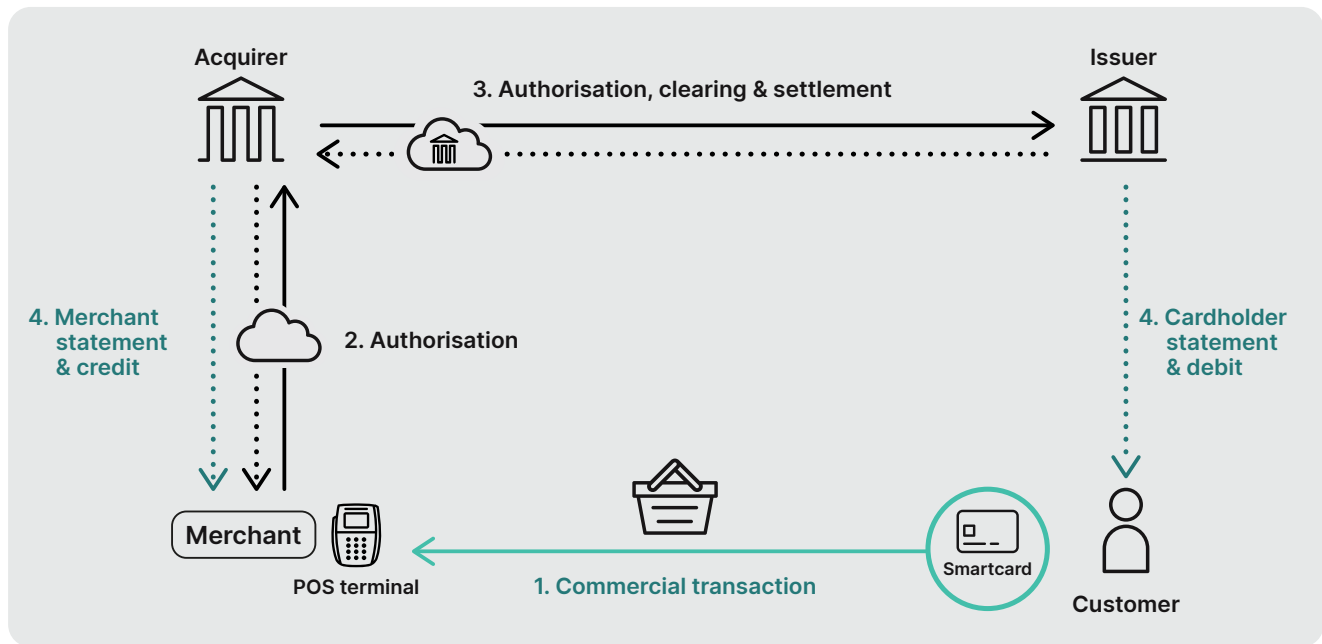 Acquirer
Issuer
3. Authorisation, clearing & settlement
4. Merchant
statement
& credit
2. Authorisation
4. Cardholder
statement
& debit
Merchant
POS terminal
1. Commercial transaction
Smartcard
Customer